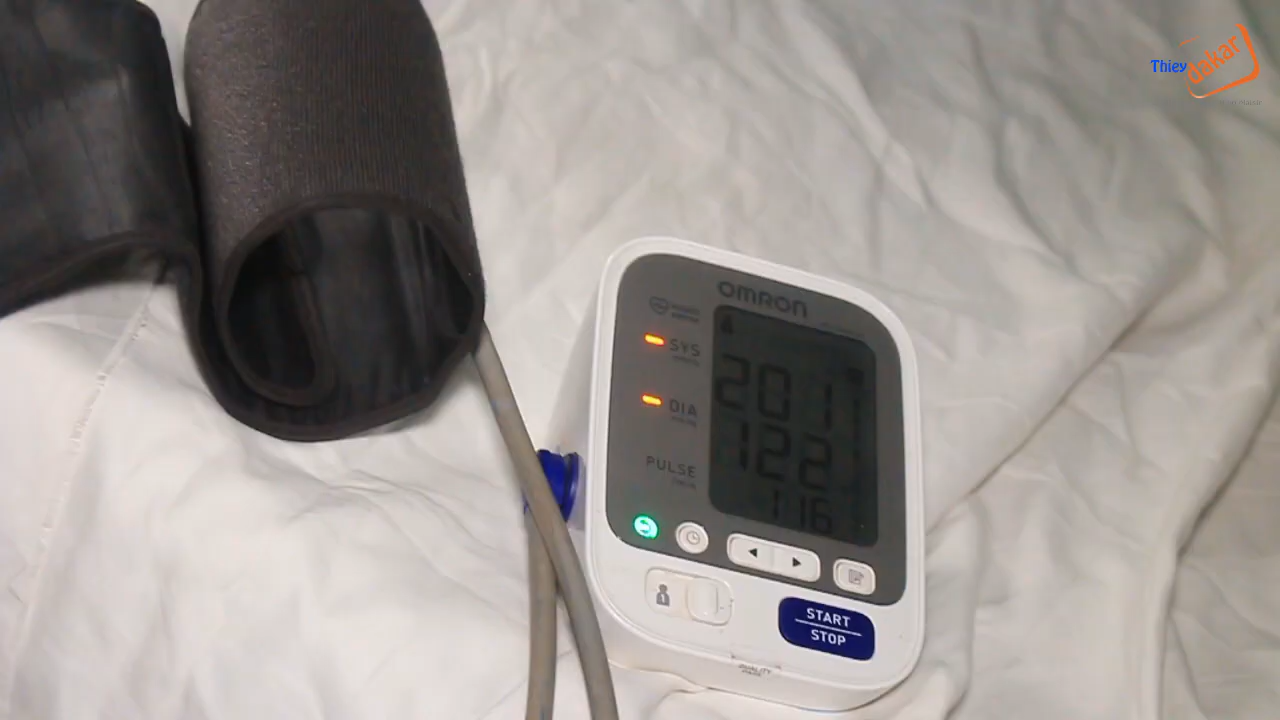 Thiey
dakar
OMRON
SYS
201
DIA
122
PULSE
116
START
STOP